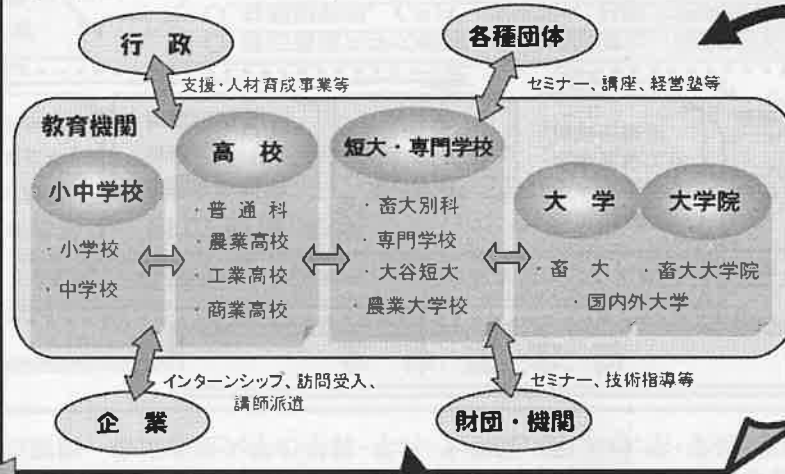 行 政
各種団体
支援・人材育成事業等
セミナー、講座、経営塾等
教育機関
小中学校
・小学校
・中学校
高 校
・普 通 科
・農業高校
・工業高校
・商業高校
短大・専門学校
・畜大別科
・専門学校
・大谷短大
・農業大学校
大 学
大学院
・畜 大
・畜大大学院
・国内外大学
インターンシップ、訪問受入、
講師派遣
セミナー、技術指導等
企 業
財団・機関